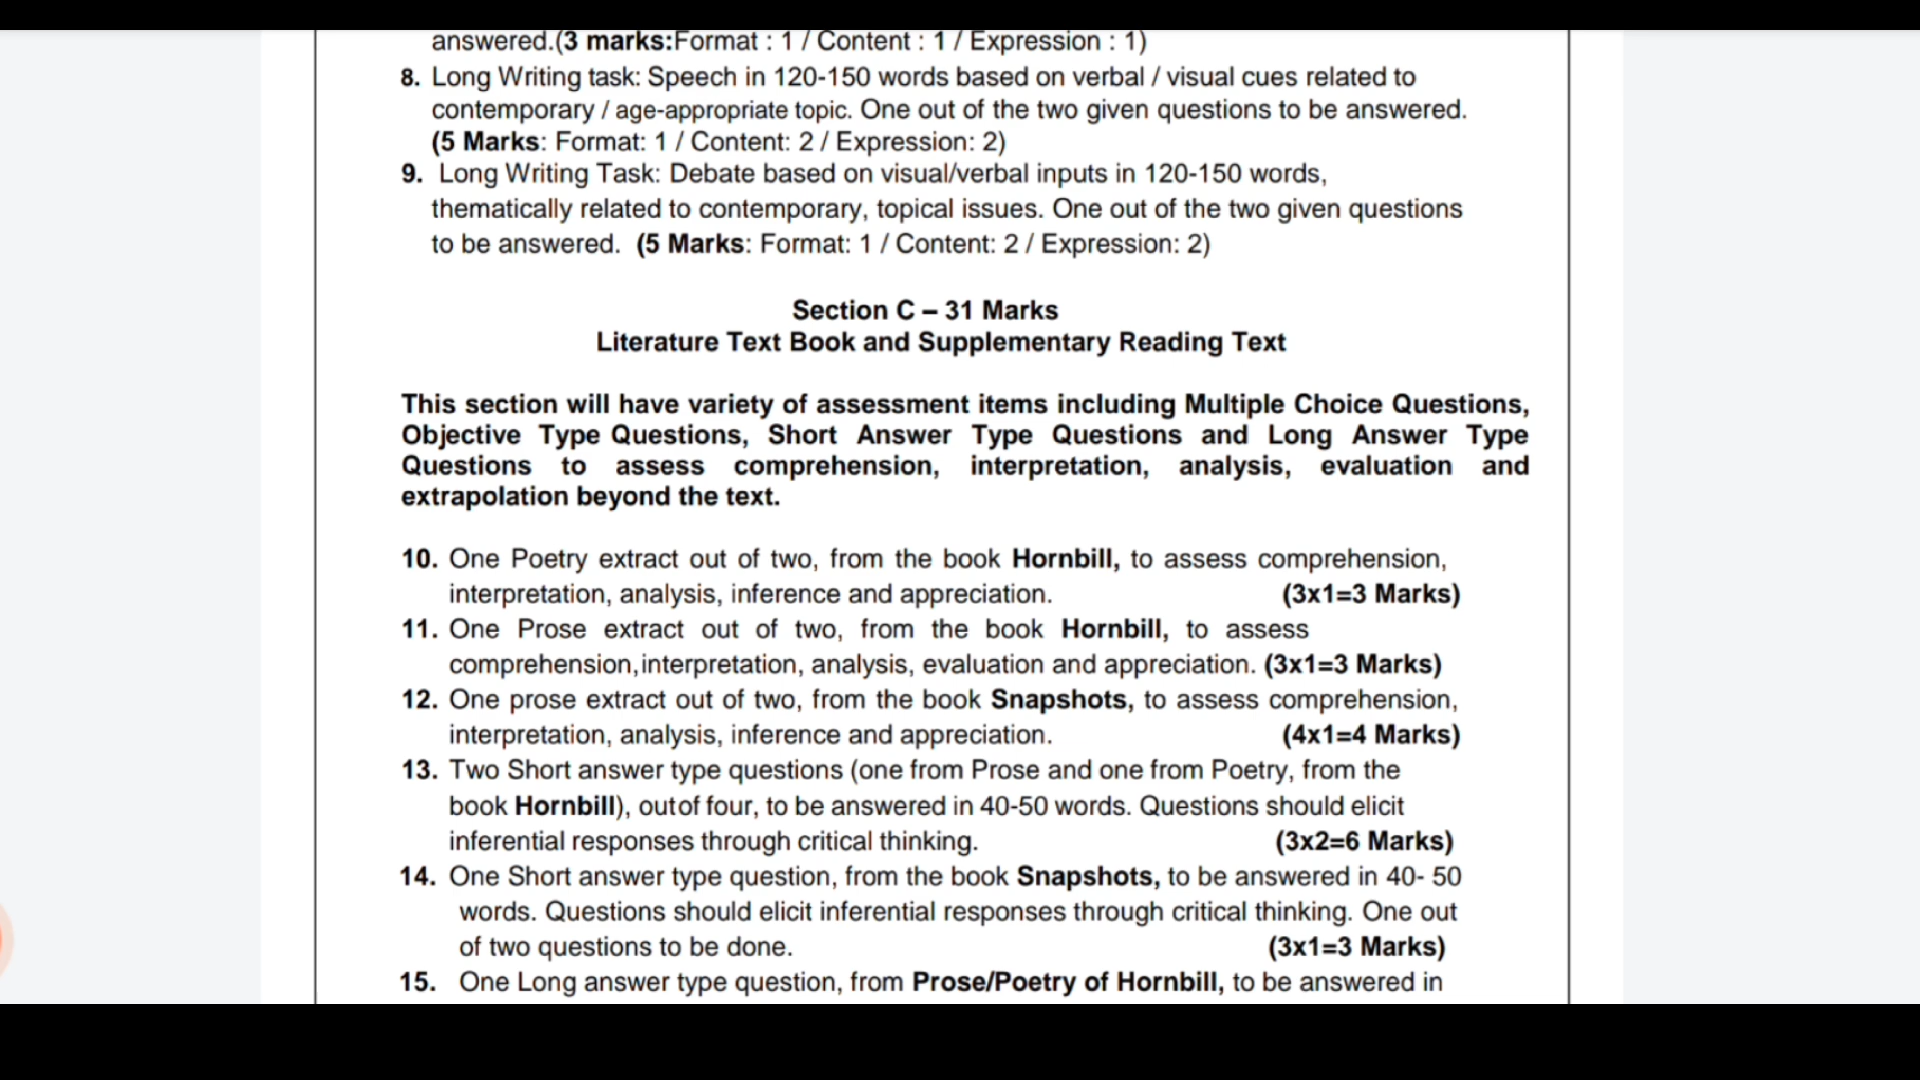 answered.(3 marks:Format : 1 / Content : 1 / Expression : 1)
8. Long Writing task: Speech in 120-150 words based on verbal / visual cues related to
contemporary / age-appropriate topic. One out of the two given questions to be answered.
(5 Marks: Format: 1 / Content: 2 / Expression: 2)
9. Long Writing Task: Debate based on visual/verbal inputs in 120-150 words,
thematically related to contemporary, topical issues. One out of the two given questions
to be answered. (5 Marks: Format: 1 / Content: 2 / Expression: 2)
Section C – 31 Marks
Literature Text Book and Supplementary Reading Text
This section will have variety of assessment items including Multiple Choice Questions,
Objective Type Questions, Short Answer Type Questions and Long Answer Type
Questions to assess comprehension, interpretation, analysis, evaluation and
extrapolation beyond the text.
10. One Poetry extract out of two, from the book Hornbill, to assess comprehension,
interpretation, analysis, inference and appreciation. (3x1=3 Marks)
11. One Prose extract out of two, from the book Hornbill, to assess
comprehension,interpretation, analysis, evaluation and appreciation. (3x1=3 Marks)
12. One prose extract out of two, from the book Snapshots, to assess comprehension,
interpretation, analysis, inference and appreciation. (4x1=4 Marks)
13. Two Short answer type questions (one from Prose and one from Poetry, from the
book Hornbill), outof four, to be answered in 40-50 words. Questions should elicit
inferential responses through critical thinking. (3x2=6 Marks)
14. One Short answer type question, from the book Snapshots, to be answered in 40- 50
words. Questions should elicit inferential responses through critical thinking. One out
of two questions to be done. (3x1=3 Marks)
15. One Long answer type question, from Prose/Poetry of Hornbill, to be answered in